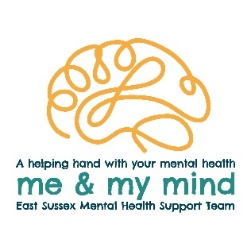 A helping hand with your mental health
me & my mind
East Sussex Mental Health Support Team